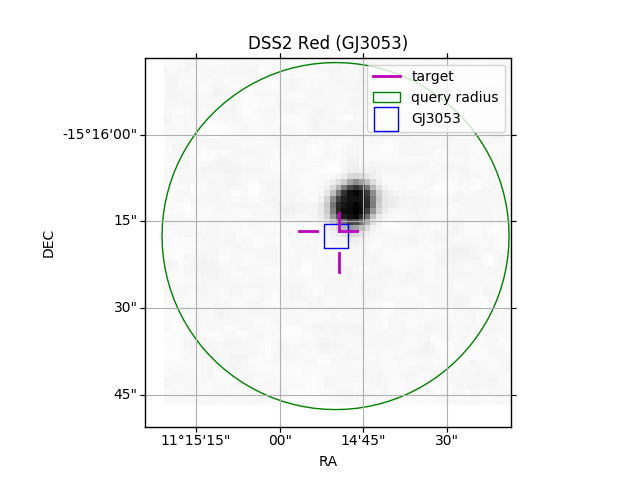 DSS2 Red (GJ3053)
target
query radius
GJ3053
-15°16'00"
15"
30"
45"
DEC
11°15'15"
00"
14'45"
30"
RA